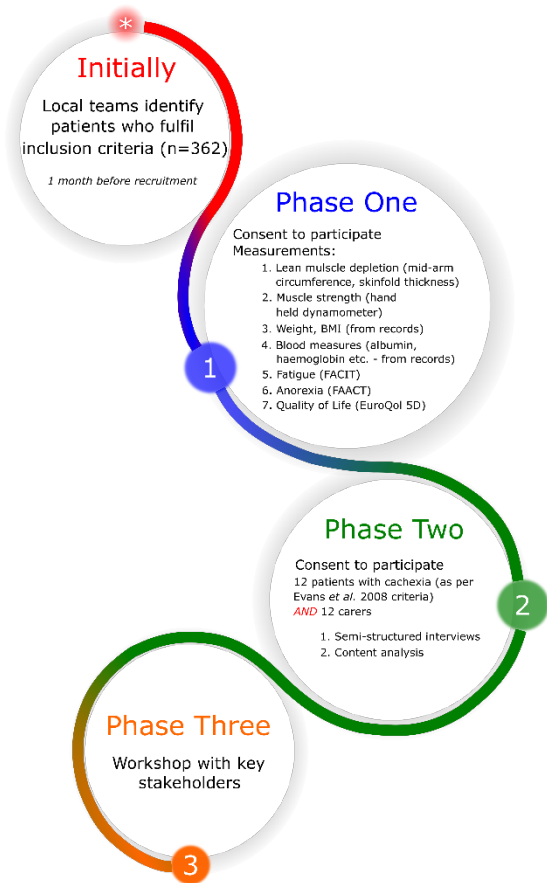 *
Initially
Local teams identify
patients who fulfil
inclusion criteria (n=362)
1 month before recruitment
Phase One
Consent to participate
Measurements:
1. Lean mulscle depletion (mid-arm
circumference, skinfold thickness)
2. Muscle strength (hand
held dynamometer)
3. Weight, BMI (from records)
4. Blood measures (albumin,
haemoglobin etc. - from records)
5. Fatigue (FACIT)
6. Anorexia (FAACT)
7. Quality of Life (EuroQol 5D)
1
Phase Two
Consent to participate
12 patients with cachexia (as per
Evans et al. 2008 criteria)
AND 12 carers
1. Semi-structured interviews
2. Content analysis
2
Phase Three
Workshop with key
stakeholders
3